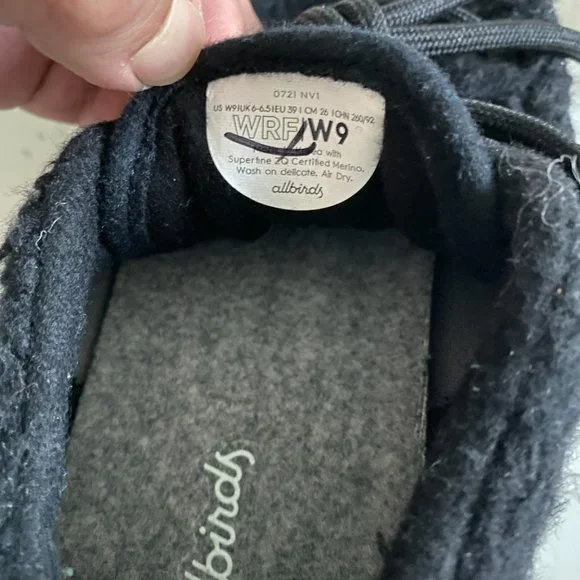 0721 NV1
US W9|UK 6-6.5|EU 39| CM 26 |CHN 260/92
WRF/W9
with
Superfine ZQ Certified Merino.
Wash on delicate. Air Dry.
allbirds
allbirds